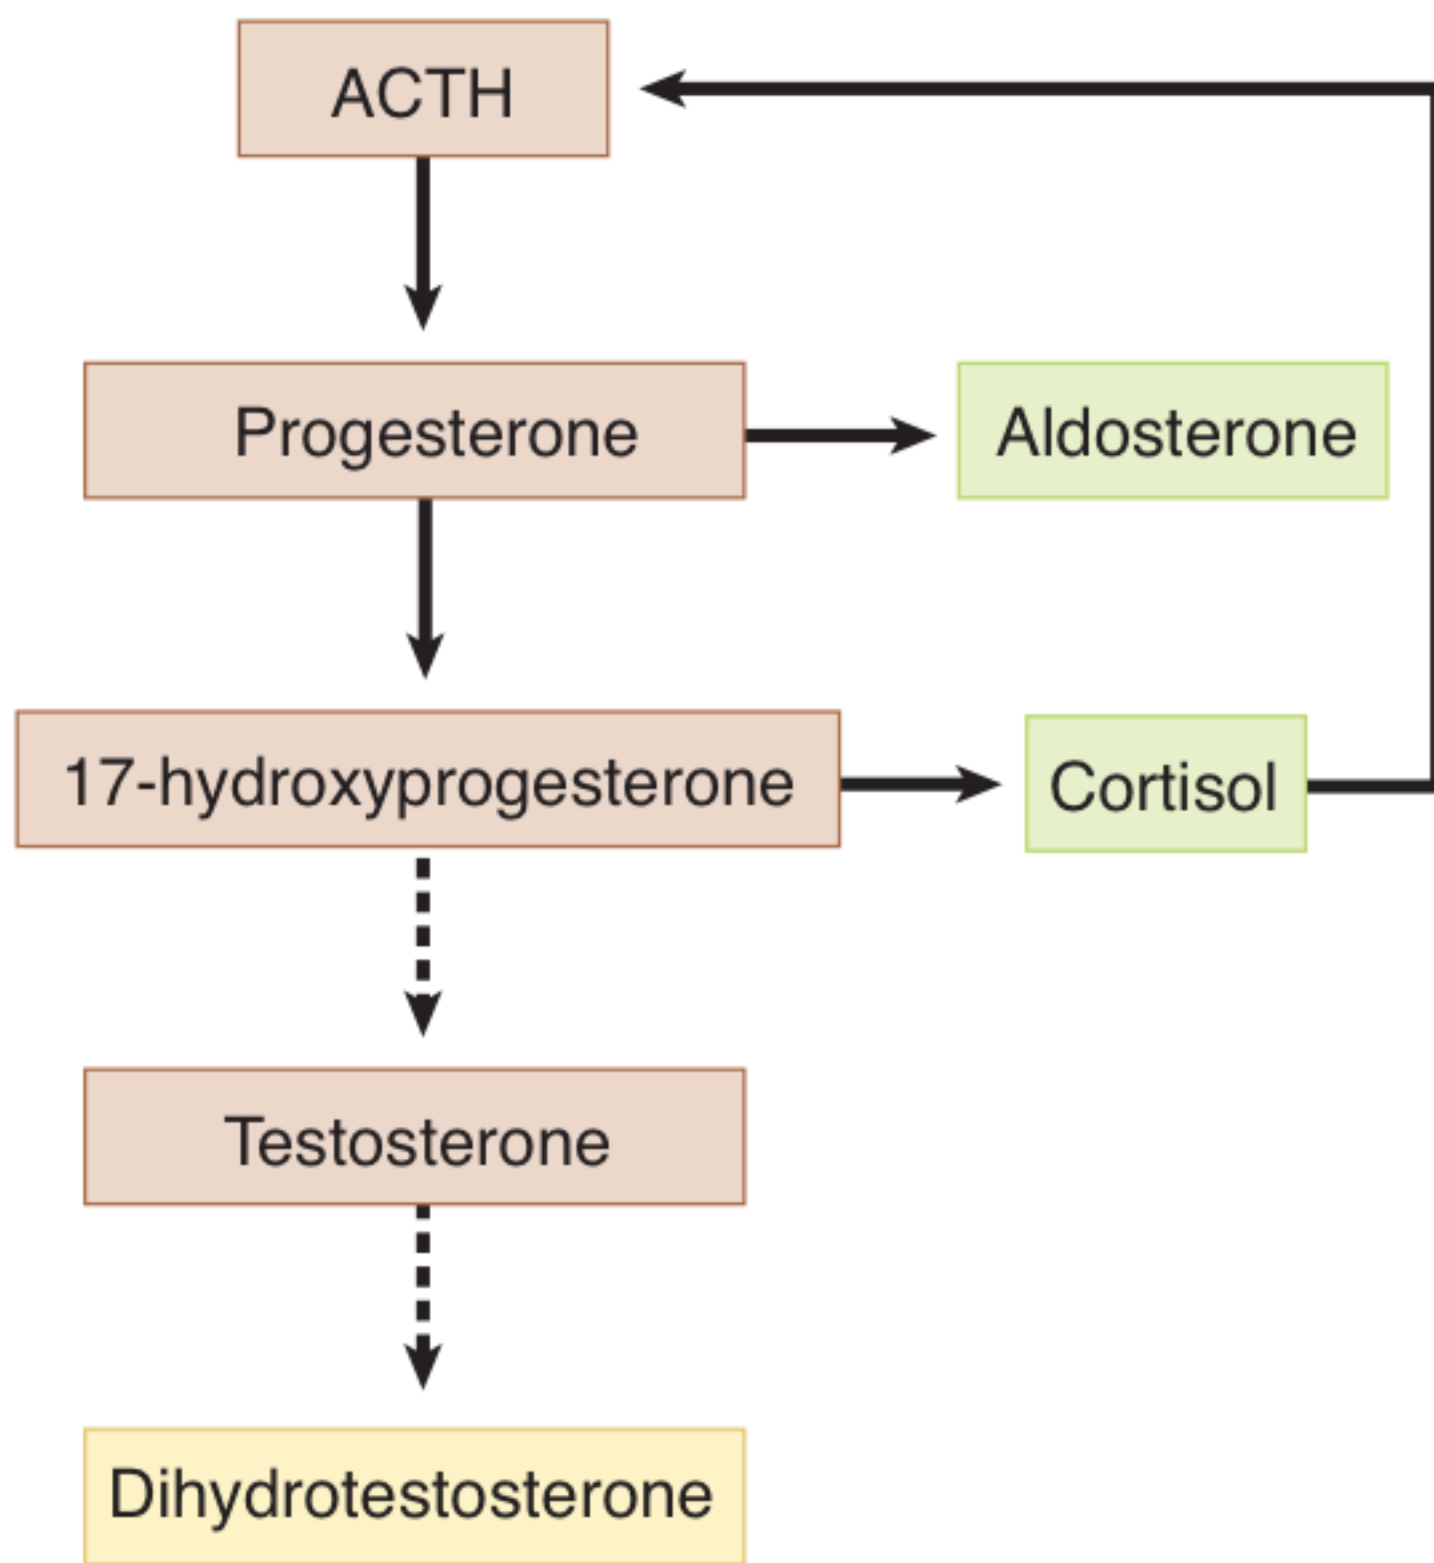 ACTH
Progesterone
Aldosterone
17-hydroxyprogesterone
Cortisol
Testosterone
Dihydrotestosterone